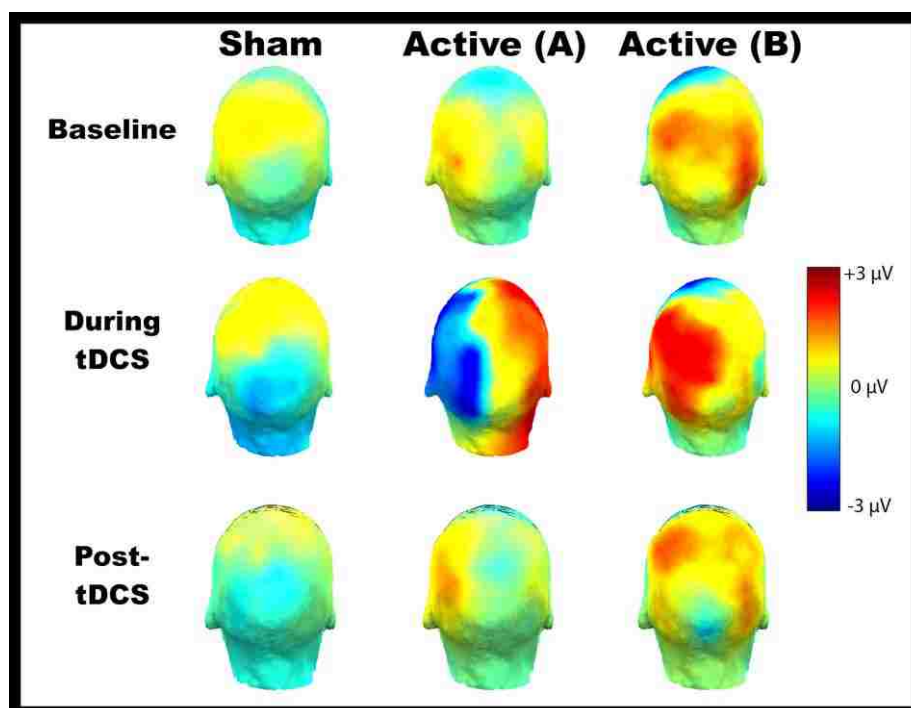 Sham Active (A) Active (B)
Baseline
During
tDCS
+3 µV
0 µV
-3 µV
Post-
tDCS